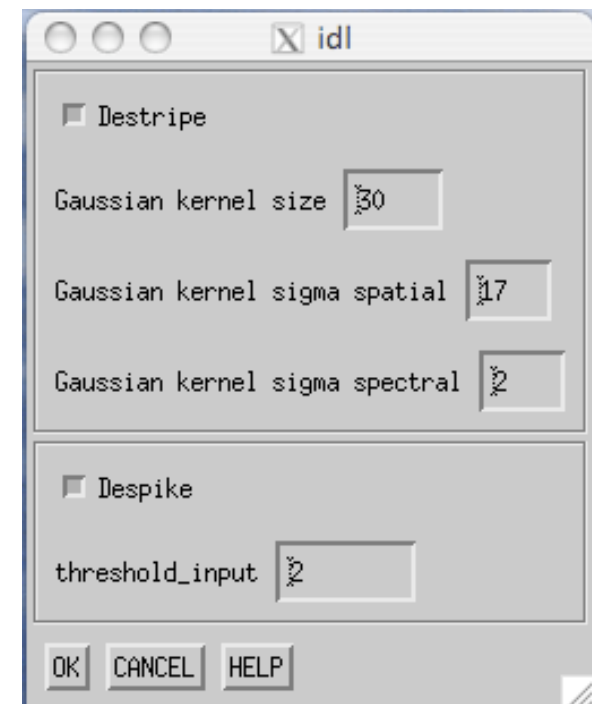 idl
Destripe
Gaussian kernel size 30
Gaussian kernel sigma spatial 17
Gaussian kernel sigma spectral 2
Despike
threshold_input 2
OK CANCEL HELP